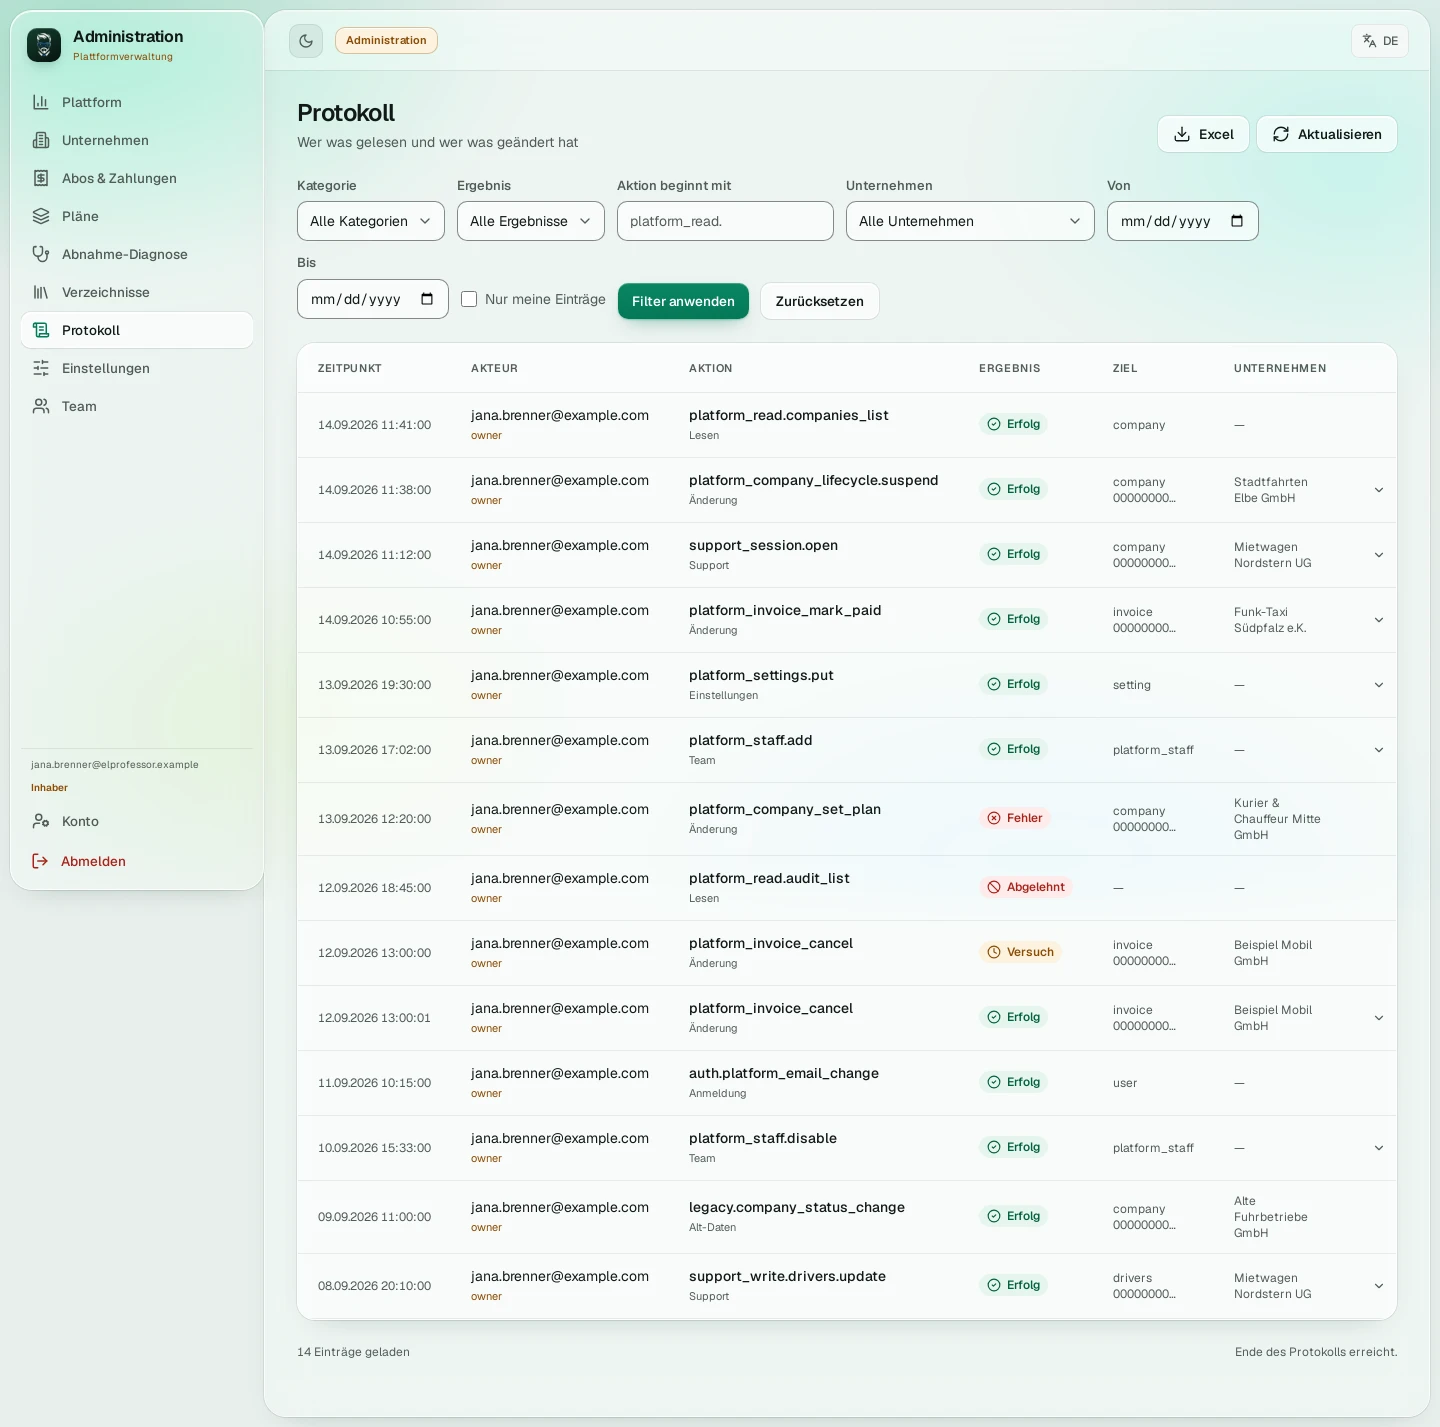 Administration
Plattformverwaltung
Plattform
Unternehmen
Abos & Zahlungen
Pläne
Abnahme-Diagnose
Verzeichnisse
Protokoll
Einstellungen
Team
jana.brenner@elprofessor.example
Inhaber
Konto
Abmelden
Administration
DE
Protokoll
Wer was gelesen und wer was geändert hat
Excel
Aktualisieren
Kategorie Ergebnis Aktion beginnt mit Unternehmen Von
Alle Kategorien Alle Ergebnisse platform_read. Alle Unternehmen mm/dd/yyyy
Bis
mm/dd/yyyy Nur meine Einträge Filter anwenden Zurücksetzen
ZEITPUNKT AKTEUR AKTION ERGEBNIS ZIEL UNTERNEHMEN
14.09.2026 11:41:00 jana.brenner@example.com platform_read.companies_list Erfolg company —
owner Lesen
14.09.2026 11:38:00 jana.brenner@example.com platform_company_lifecycle.suspend Erfolg company Stadtfahrten
owner Änderung 00000000… Elbe GmbH
14.09.2026 11:12:00 jana.brenner@example.com support_session.open Erfolg company Mietwagen
owner Support 00000000… Nordstern UG
14.09.2026 10:55:00 jana.brenner@example.com platform_invoice_mark_paid Erfolg invoice Funk-Taxi
owner Änderung 00000000… Südpfalz e.K.
13.09.2026 19:30:00 jana.brenner@example.com platform_settings.put Erfolg setting —
owner Einstellungen
13.09.2026 17:02:00 jana.brenner@example.com platform_staff.add Erfolg platform_staff —
owner Team
13.09.2026 12:20:00 jana.brenner@example.com platform_company_set_plan Fehler company Kurier &
owner Änderung 00000000… Chauffeur Mitte
GmbH
12.09.2026 18:45:00 jana.brenner@example.com platform_read.audit_list Abgelehnt — —
owner Lesen
12.09.2026 13:00:00 jana.brenner@example.com platform_invoice_cancel Versuch invoice Beispiel Mobil
owner Änderung 00000000… GmbH
12.09.2026 13:00:01 jana.brenner@example.com platform_invoice_cancel Erfolg invoice Beispiel Mobil
owner Änderung 00000000… GmbH
11.09.2026 10:15:00 jana.brenner@example.com auth.platform_email_change Erfolg user —
owner Anmeldung
10.09.2026 15:33:00 jana.brenner@example.com platform_staff.disable Erfolg platform_staff —
owner Team
09.09.2026 11:00:00 jana.brenner@example.com legacy.company_status_change Erfolg company Alte
owner Alt-Daten 00000000… Fuhrbetriebe
GmbH
08.09.2026 20:10:00 jana.brenner@example.com support_write.drivers.update Erfolg drivers Mietwagen
owner Support 00000000… Nordstern UG
14 Einträge geladen Ende des Protokolls erreicht.